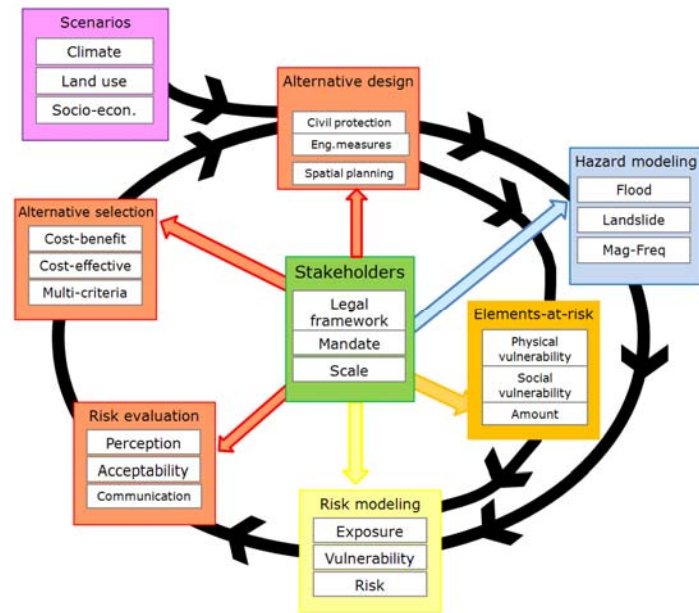 Scenarios
Climate
Land use
Socio-econ.
Alternative design
Civil protection
Eng.measures
Spatial planning
Hazard modeling
Flood
Landslide
Mag-Freq
Alternative selection
Cost-benefit
Cost-effective
Multi-criteria
Stakeholders
Legal
framework
Mandate
Scale
Elements-at-risk
Physical
vulnerability
Social
vulnerability
Amount
Risk evaluation
Perception
Acceptability
Communication
Risk modeling
Exposure
Vulnerability
Risk